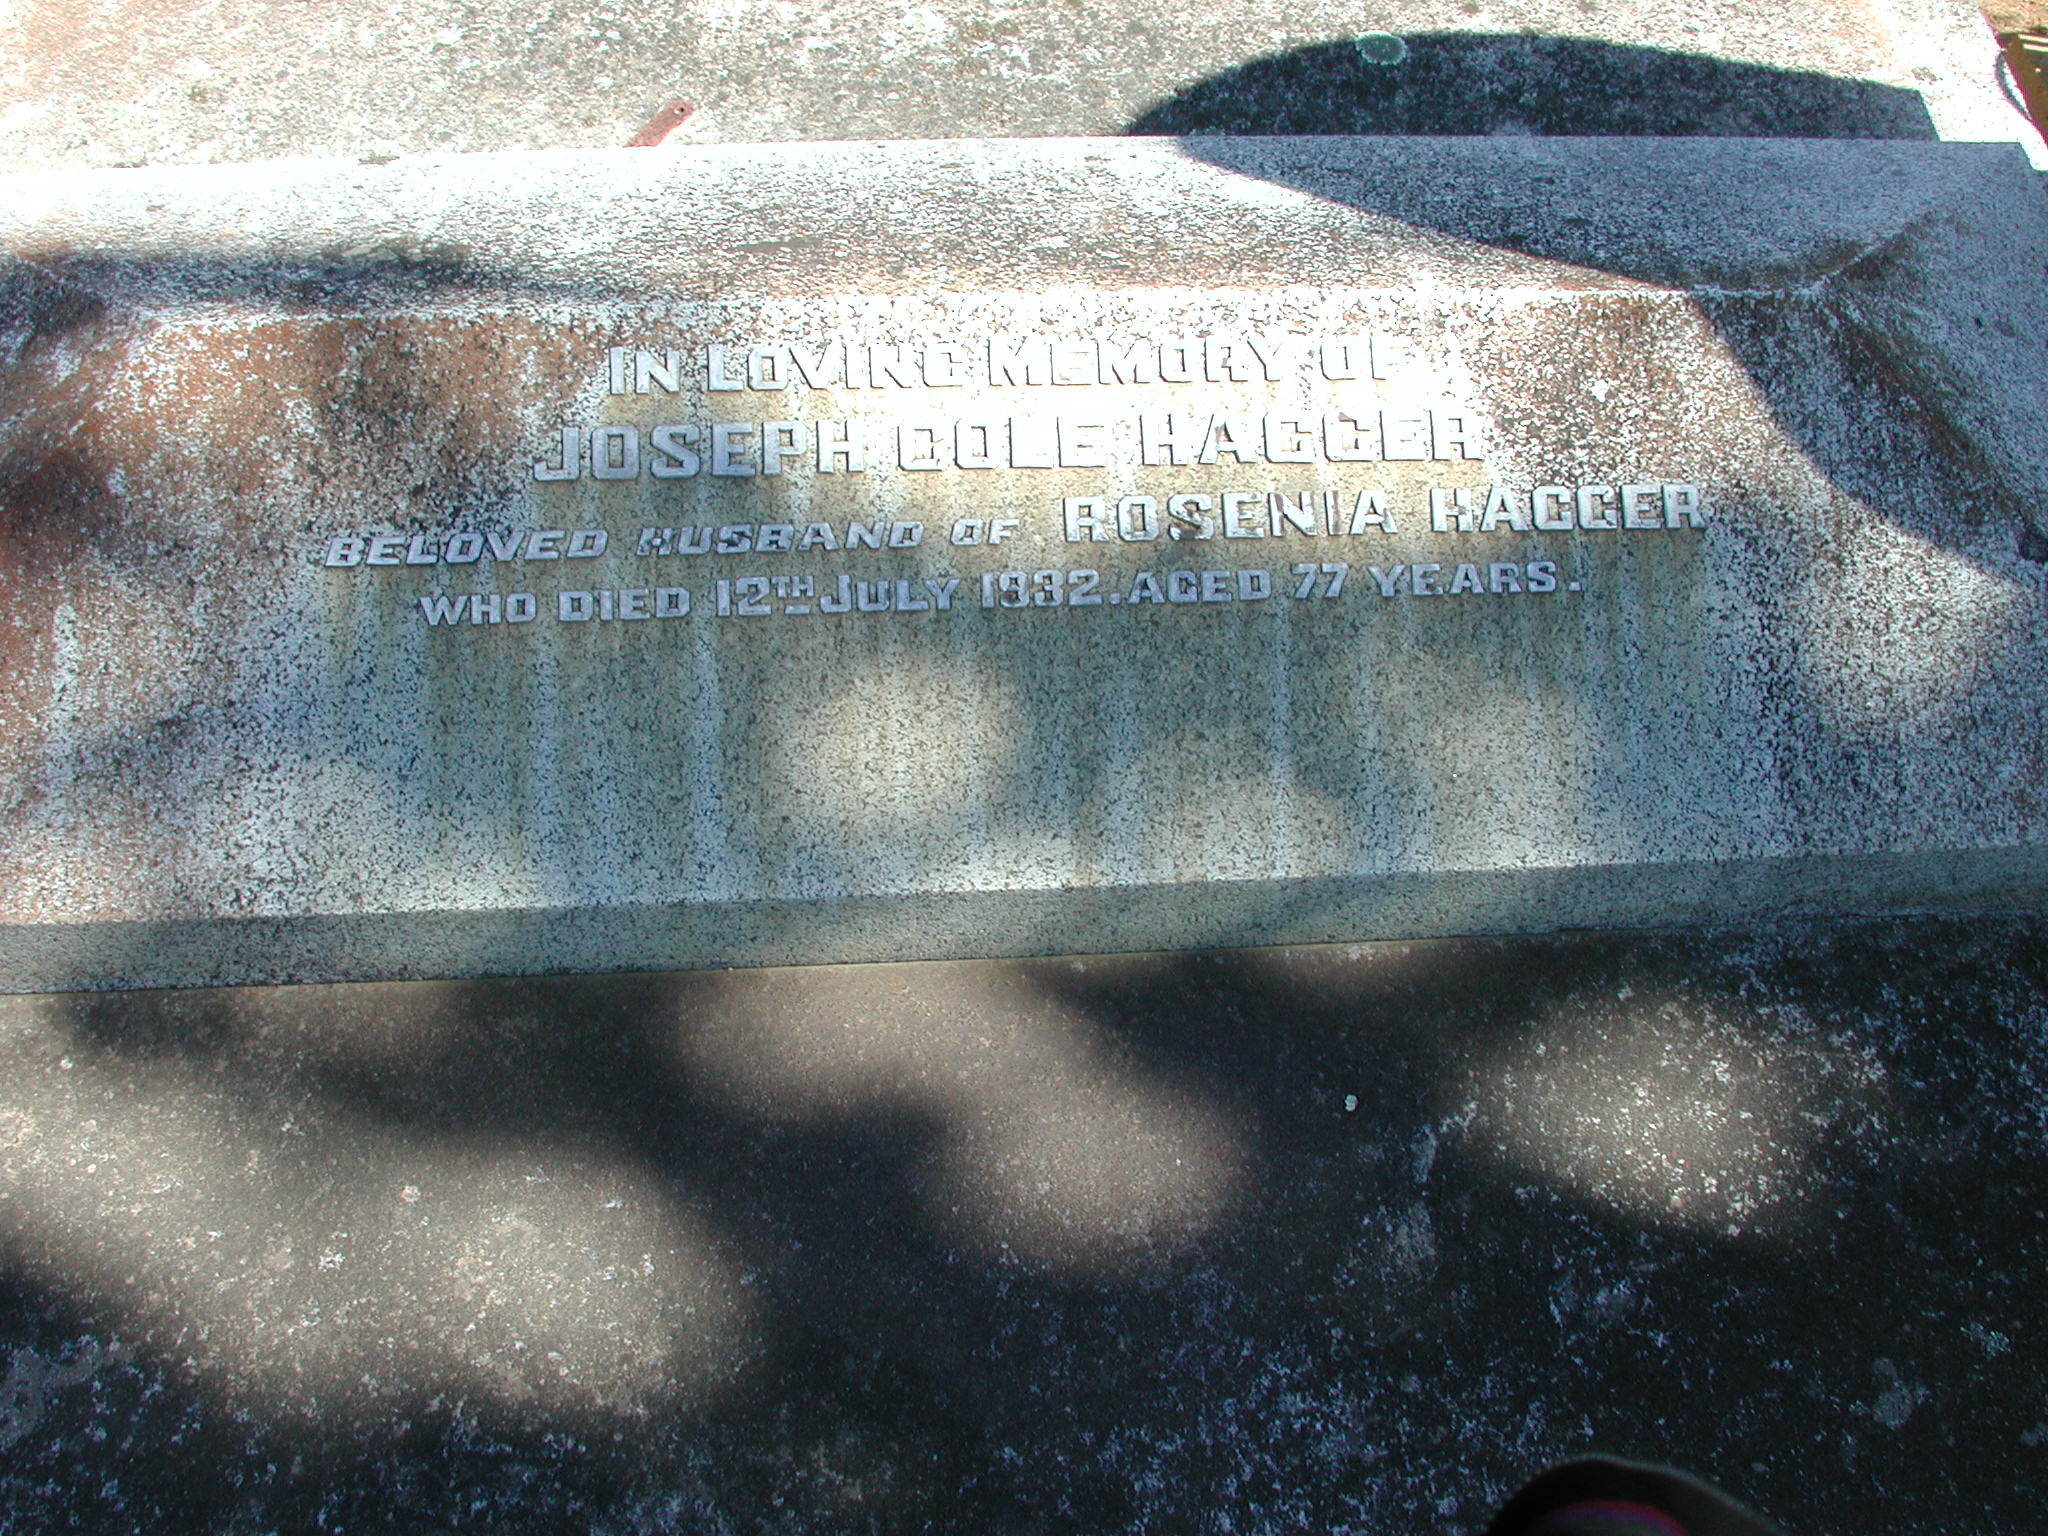 IN LOVING MEMORY OF
JOSEPH COLE HAGGER
BELOVED HUSBAND OF ROSENIA HAGGER
WHO DIED 12TH JULY 1932. AGED 77 YEARS.